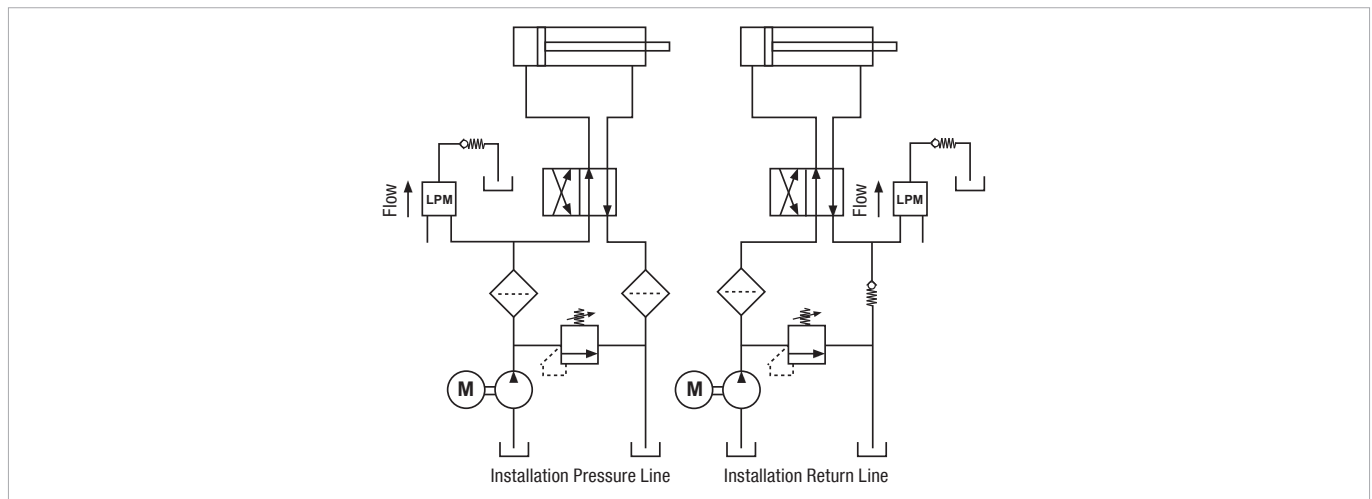 Flow
LPM
Flow
LPM
M
M
Installation Pressure Line
Installation Return Line